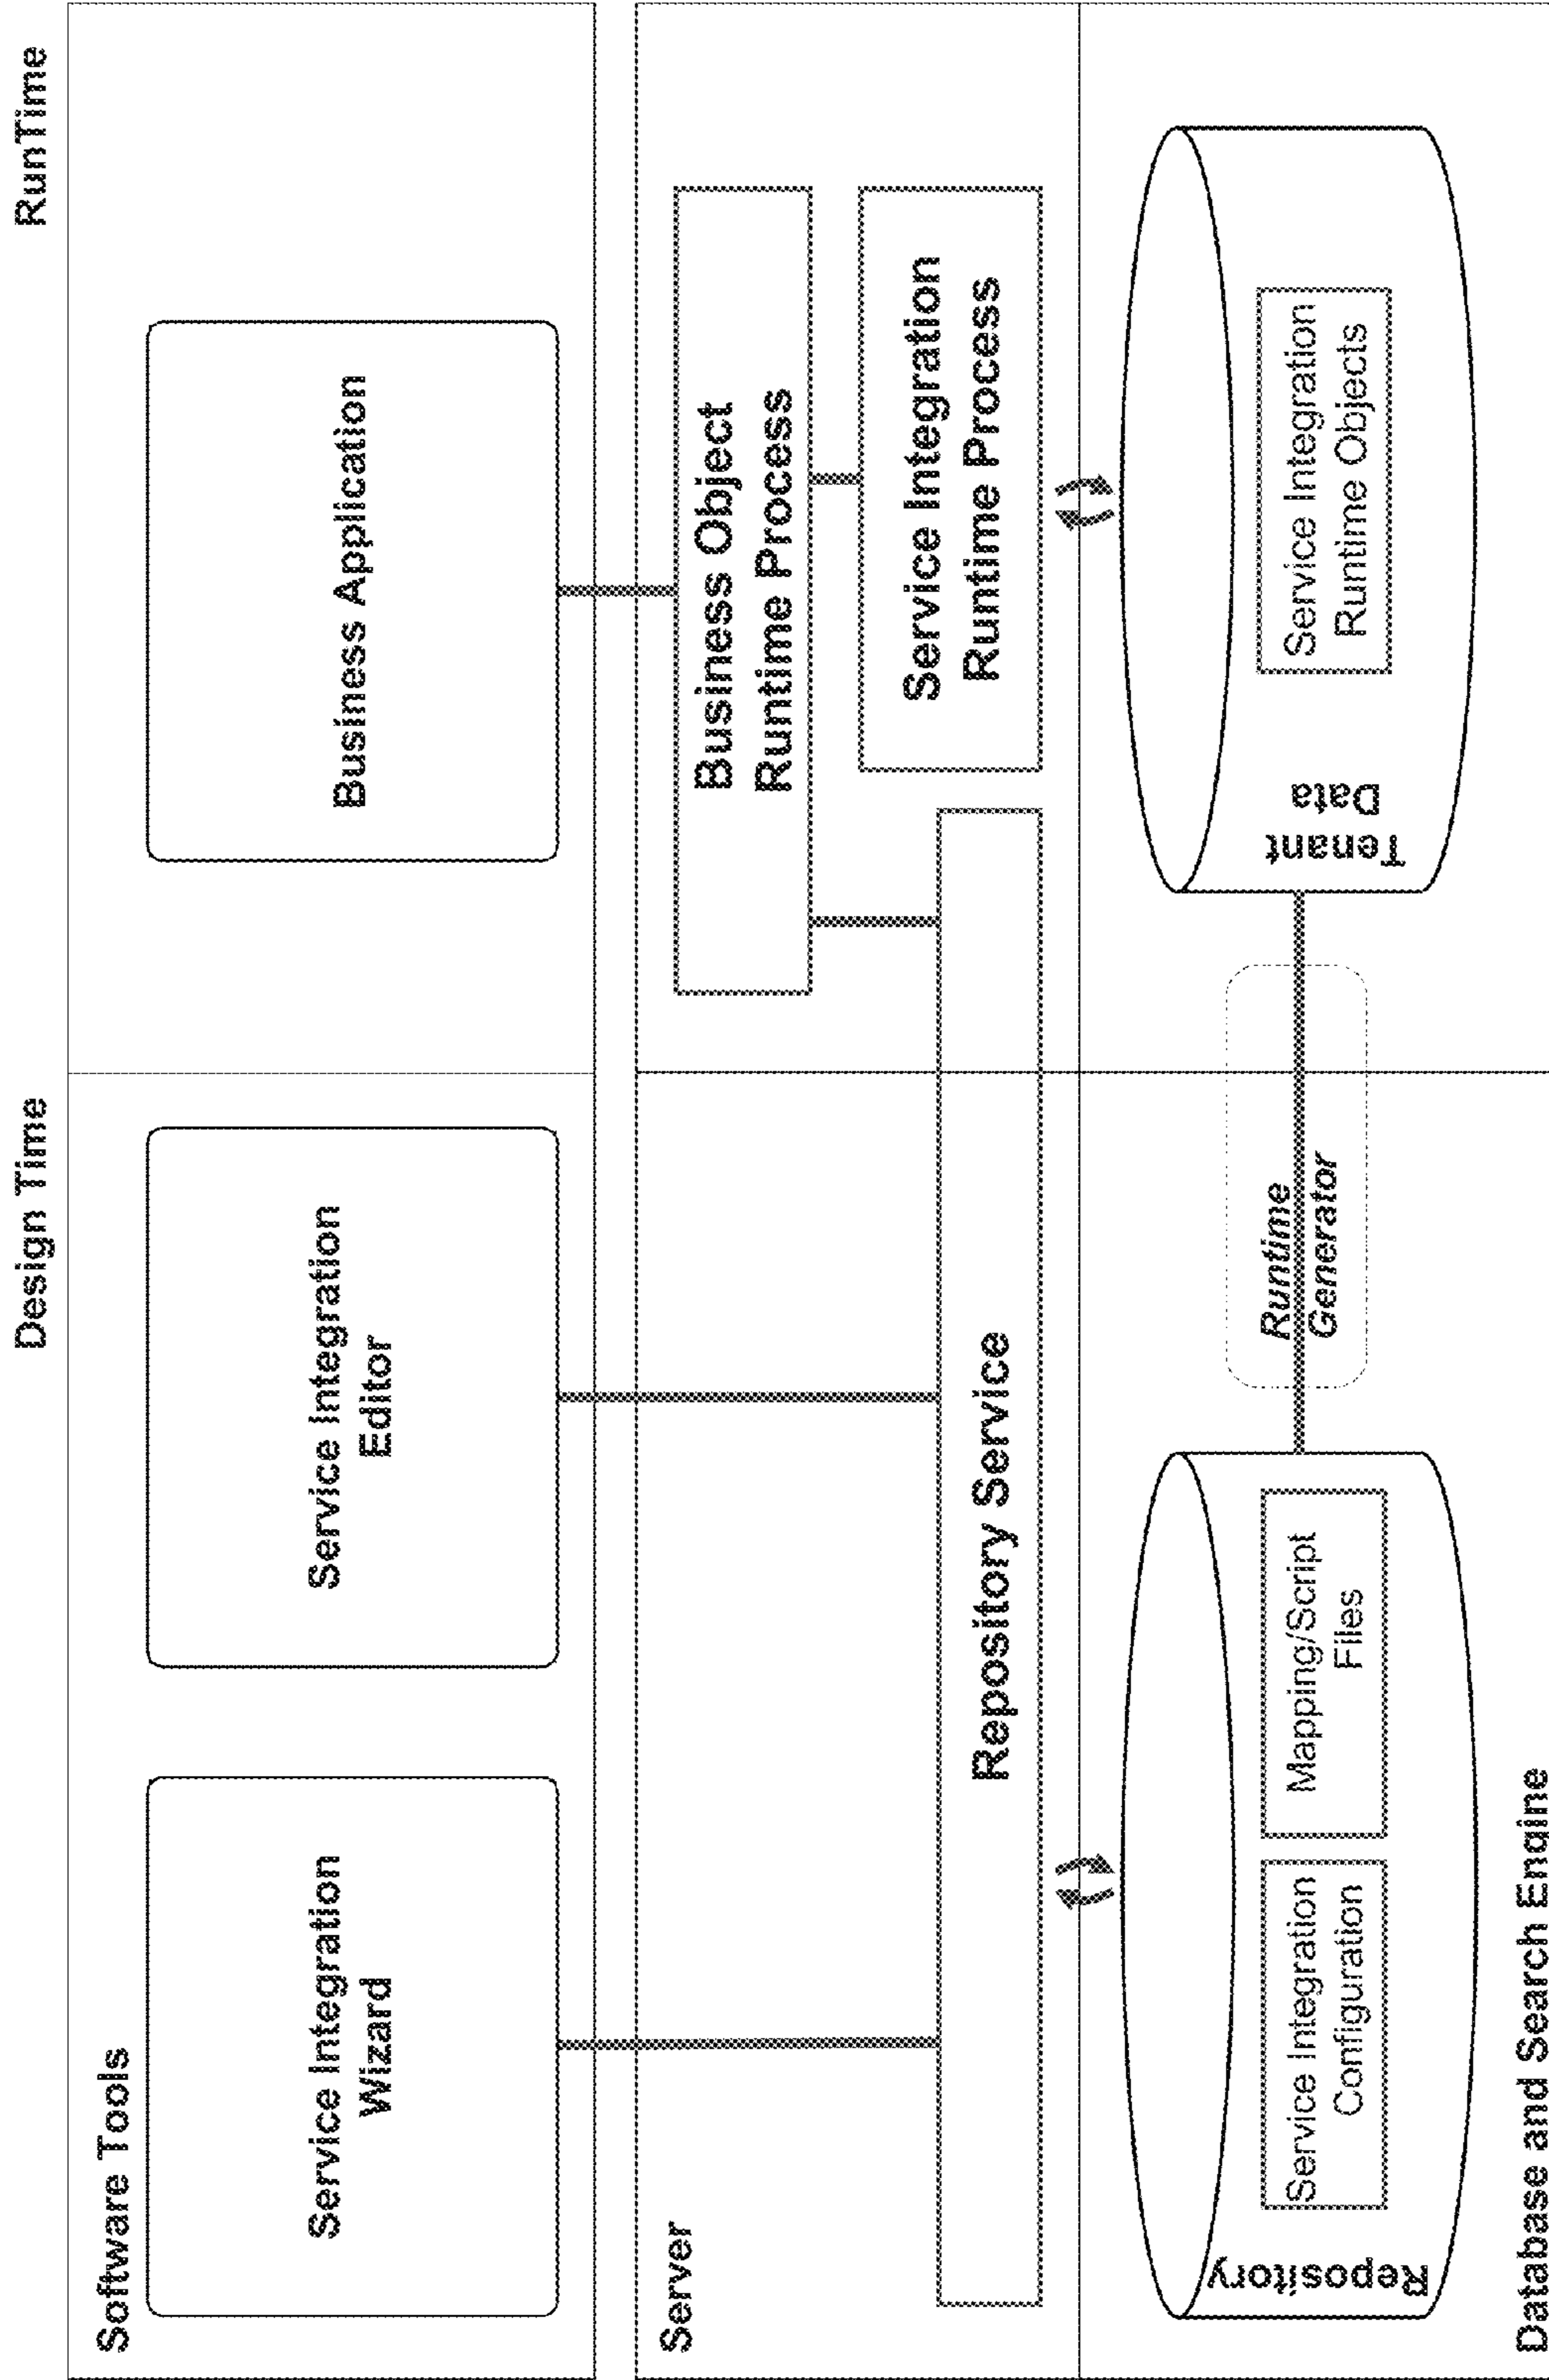 Design Time
RunTime
Software Tools
Service Integration
Wizard
Service Integration
Editor
Business Application
Server
Business Object
Runtime Process
Service Integration
Runtime Process
Repository Service
Repository
Service Integration
Configuration
Mapping/Script
Files
Runtime
Generator
Tenant
Data
Service Integration
Runtime Objects
Database and Search Engine